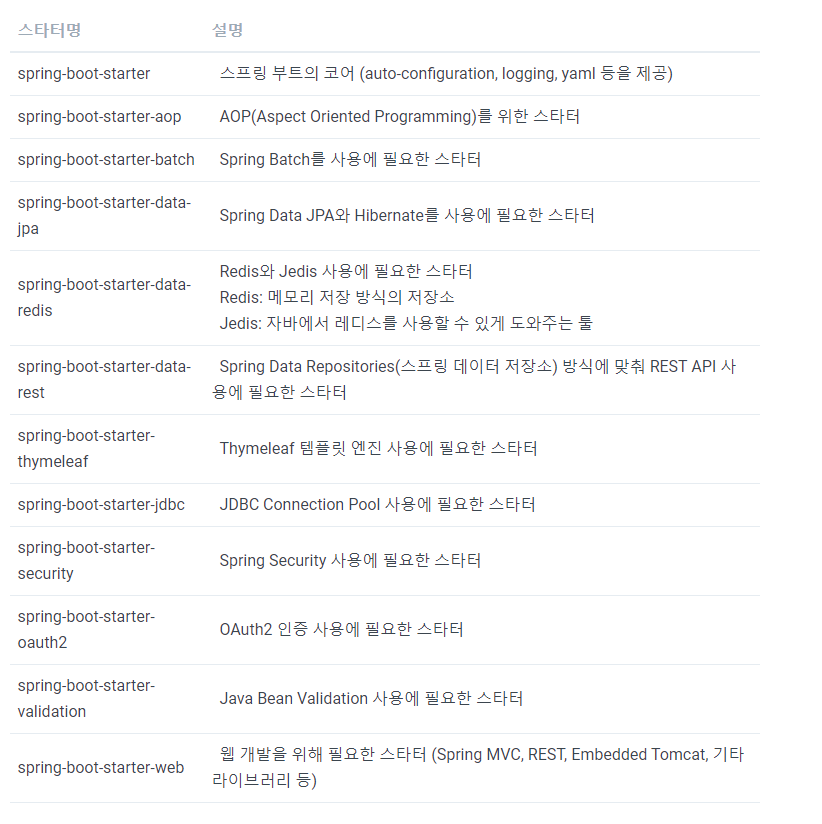 스타터명 설명
spring-boot-starter 스프링 부트의 코어 (auto-configuration, logging, yaml 등을 제공)
spring-boot-starter-aop AOP(Aspect Oriented Programming)를 위한 스타터
spring-boot-starter-batch Spring Batch를 사용에 필요한 스타터
spring-boot-starter-data-
jpa
Spring Data JPA와 Hibernate를 사용에 필요한 스타터
spring-boot-starter-data-
redis
Redis와 Jedis 사용에 필요한 스타터
Redis: 메모리 저장 방식의 저장소
Jedis: 자바에서 레디스를 사용할 수 있게 도와주는 툴
spring-boot-starter-data-
rest
Spring Data Repositories(스프링 데이터 저장소) 방식에 맞춰 REST API 사
용에 필요한 스타터
spring-boot-starter-
thymeleaf
Thymeleaf 템플릿 엔진 사용에 필요한 스타터
spring-boot-starter-jdbc JDBC Connection Pool 사용에 필요한 스타터
spring-boot-starter-
security
Spring Security 사용에 필요한 스타터
spring-boot-starter-
oauth2
OAuth2 인증 사용에 필요한 스타터
spring-boot-starter-
validation
Java Bean Validation 사용에 필요한 스타터
spring-boot-starter-web
웹 개발을 위해 필요한 스타터 (Spring MVC, REST, Embedded Tomcat, 기타
라이브러리 등)